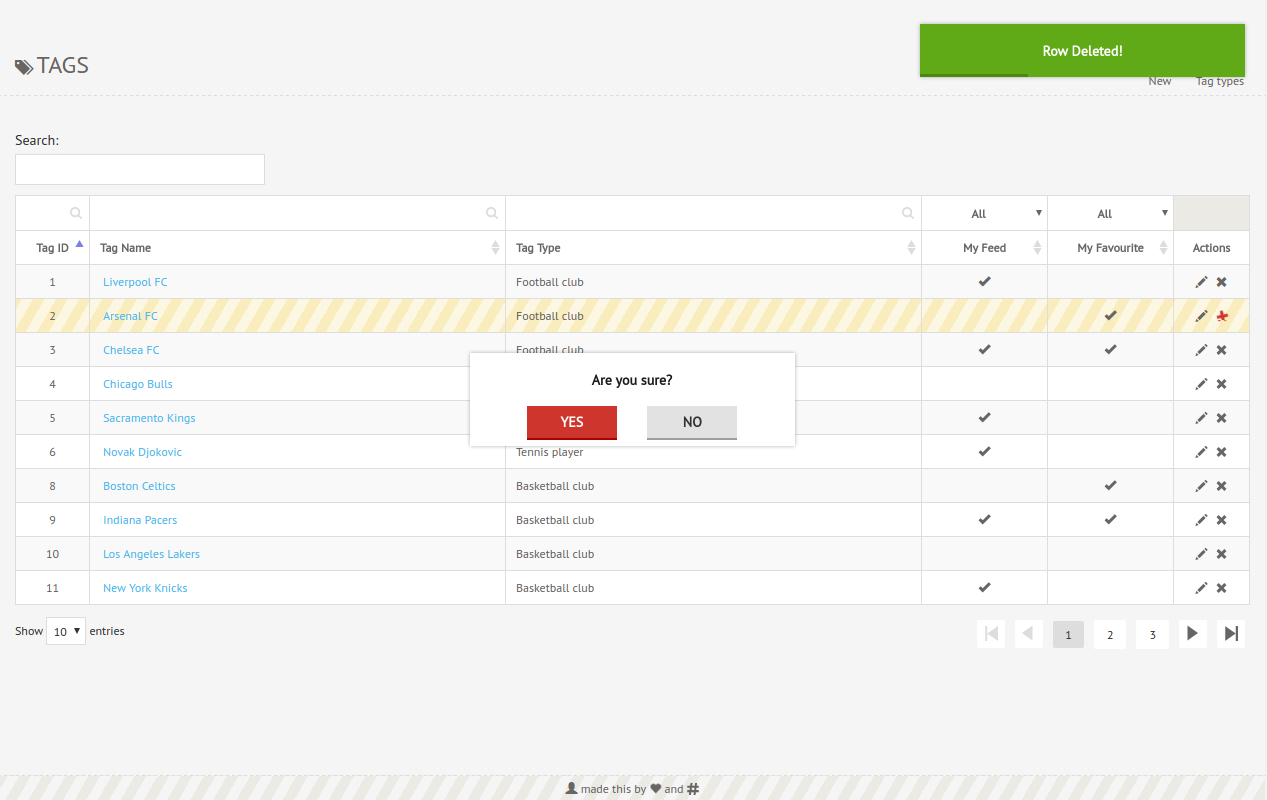 Row Deleted!
TAGS
New Tag types
Search:
All All
Tag ID Tag Name Tag Type My Feed My Favourite Actions
1 Liverpool FC Football club
2 Arsenal FC Football club
3 Chelsea FC Football club
4 Chicago Bulls
5 Sacramento Kings
6 Novak Djokovic Tennis player
8 Boston Celtics Basketball club
9 Indiana Pacers Basketball club
10 Los Angeles Lakers Basketball club
11 New York Knicks Basketball club
Are you sure?
YES NO
Show 10 entries
1 2 3
made this by and #